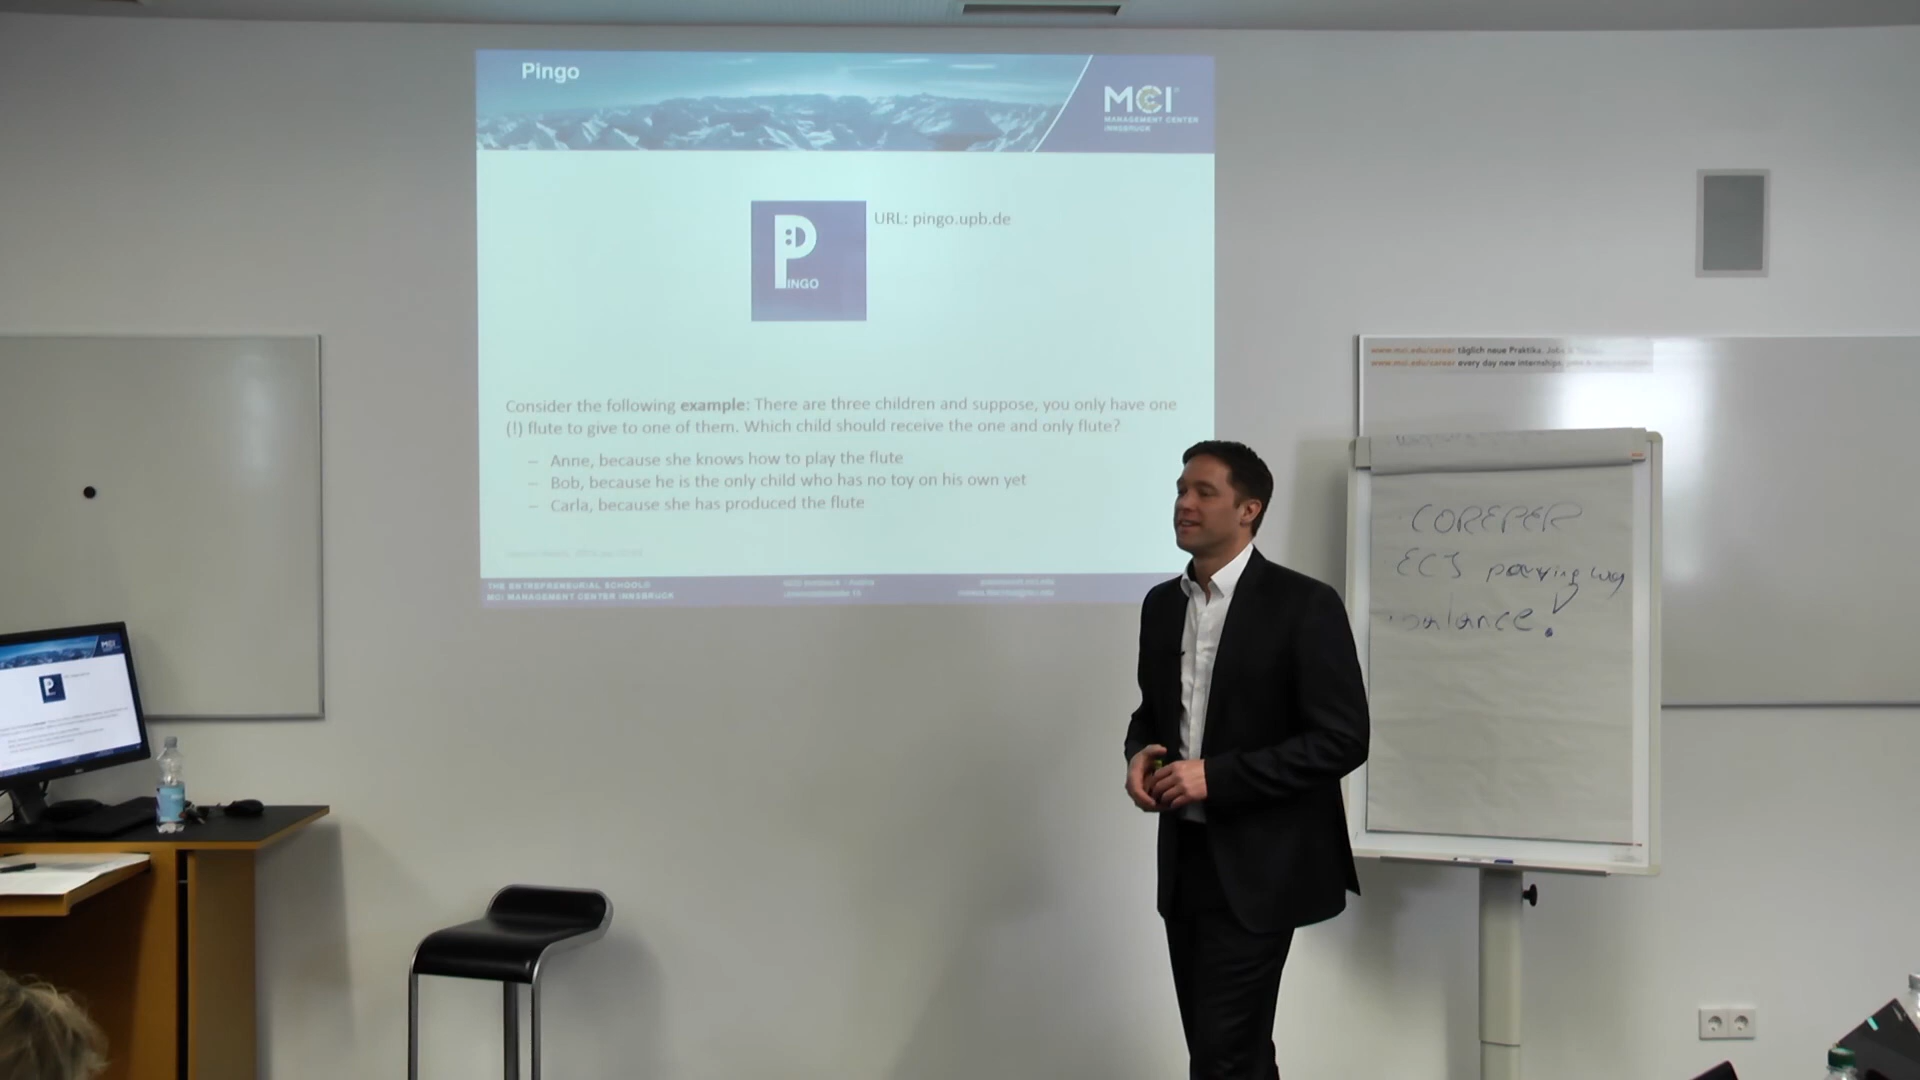 Pingo
MCI
MANAGEMENT CENTER
INNSBRUCK
URL: pingo.upb.de
PINGO
Consider the following example: There are three children and suppose, you only have one
(!) flute to give to one of them. Which child should receive the one and only flute?
– Anne, because she knows how to play the flute
– Bob, because he is the only child who has no toy on his own yet
– Carla, because she has produced the flute
THE ENTREPRENEURIAL SCHOOL®
MCI MANAGEMENT CENTER INNSBRUCK
www.mci.edu/career täglich neue Praktika, Jobs &
www.mci.edu/career every day new internships,
COREPER
ECJ
balance.
MCI
P